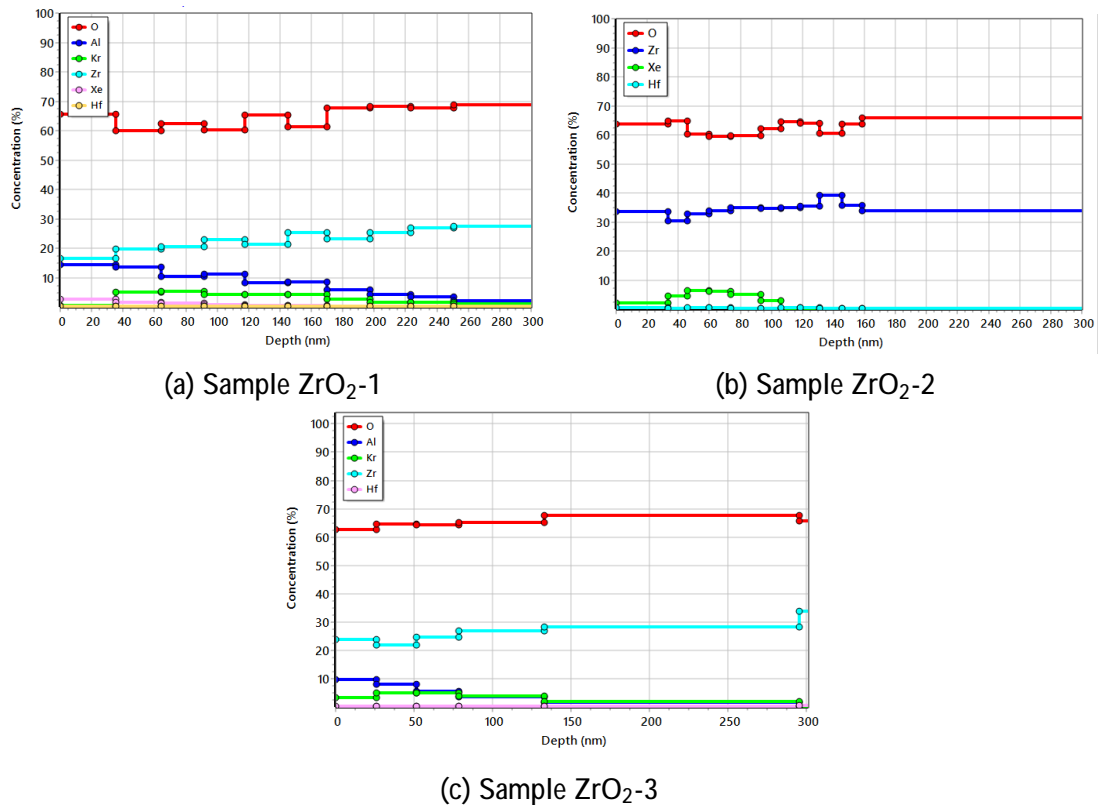 100
90
80
70
60
50
40
30
20
10
Concentration (%)
O
Al
Kr
Zr
Xe
Hf
0 20 40 60 80 100 120 140 160 180 200 220 240 260 280 300
Depth (nm)
(a) Sample ZrO₂-1
100
90
80
70
60
50
40
30
20
10
Concentration (%)
O
Zr
Xe
Hf
0 20 40 60 80 100 120 140 160 180 200 220 240 260 280 300
Depth (nm)
(b) Sample ZrO₂-2
100
90
80
70
60
50
40
30
20
10
Concentration (%)
O
Al
Kr
Zr
Hf
0 50 100 150 200 250 300
Depth (nm)
(c) Sample ZrO₂-3